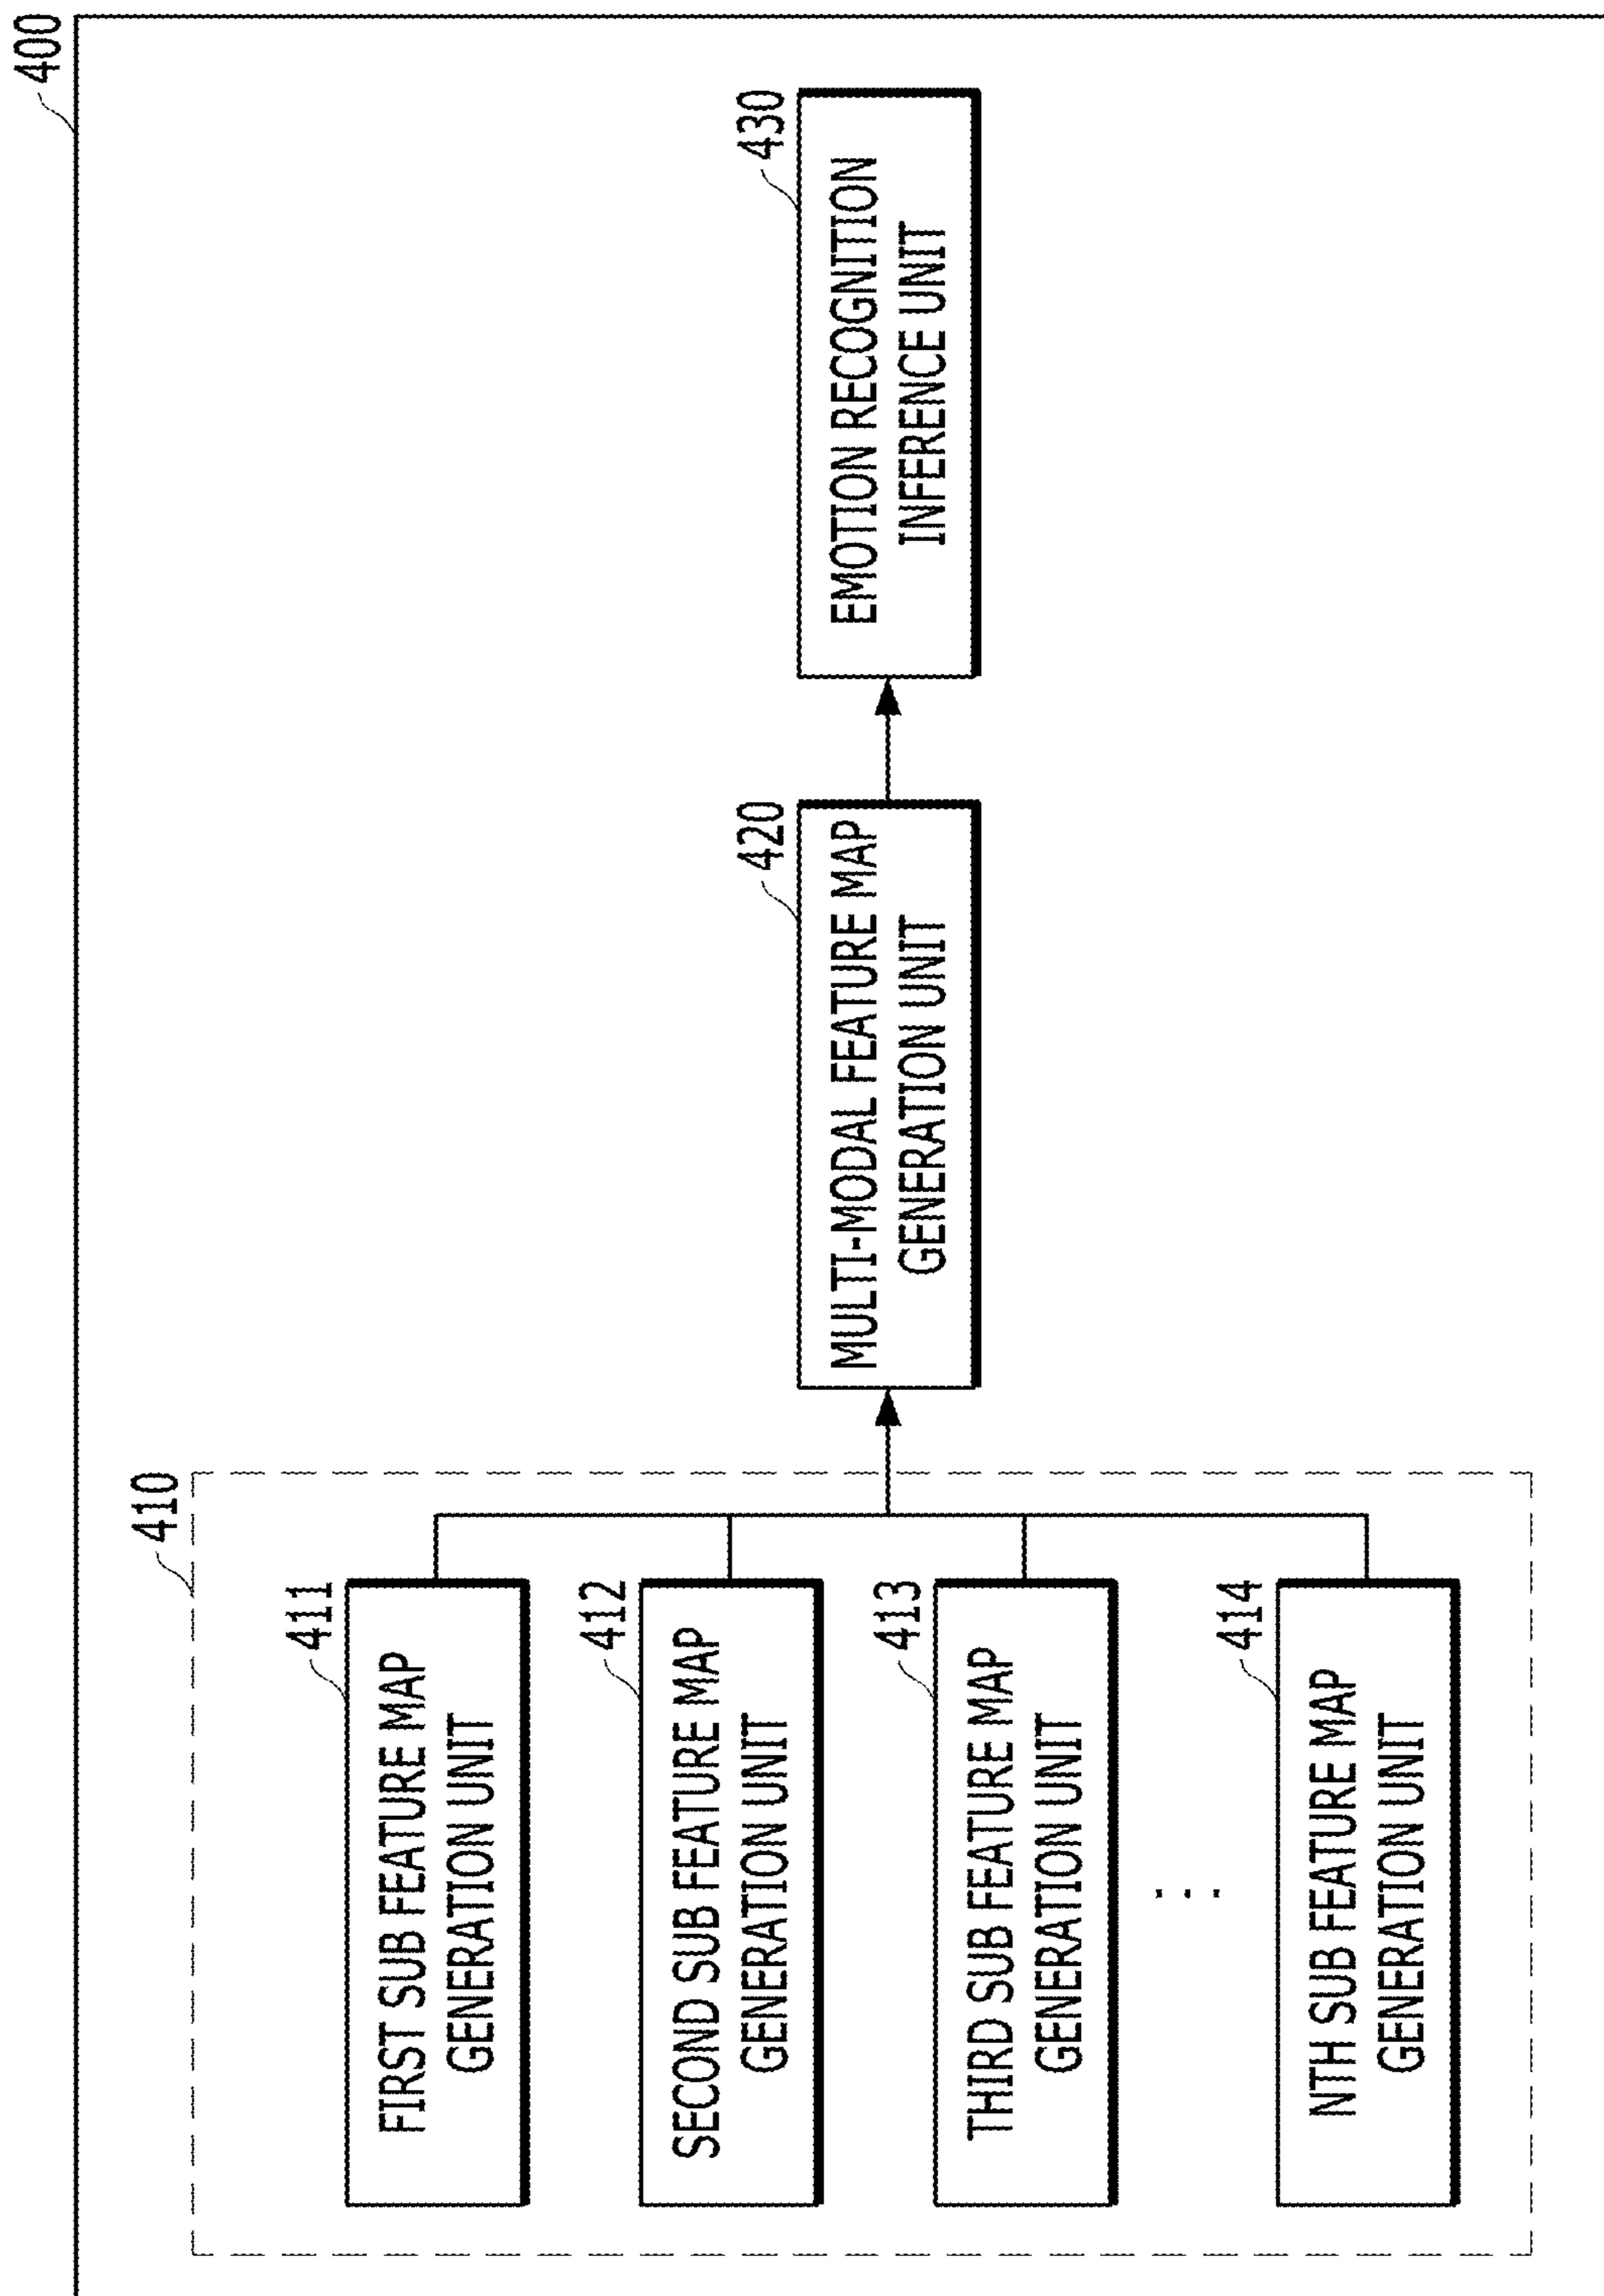 400
410
411
FIRST SUB FEATURE MAP
GENERATION UNIT
412
SECOND SUB FEATURE MAP
GENERATION UNIT
413
THIRD SUB FEATURE MAP
GENERATION UNIT
. . .
414
NTH SUB FEATURE MAP
GENERATION UNIT
420
MULTI-MODAL FEATURE MAP
GENERATION UNIT
430
EMOTION RECOGNITION
INFERENCE UNIT